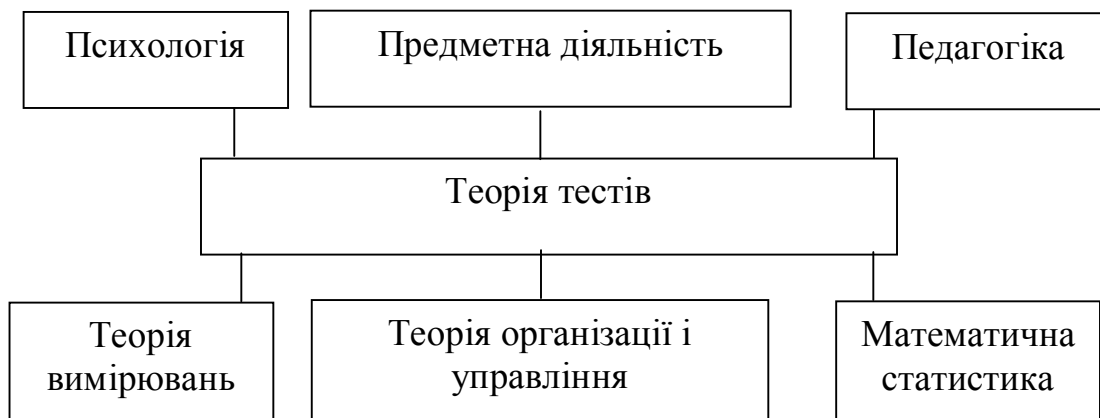 Психологія
Предметна діяльність
Педагогіка
Теорія тестів
Теорія
вимірювань
Теорія організації і
управління
Математична
статистика